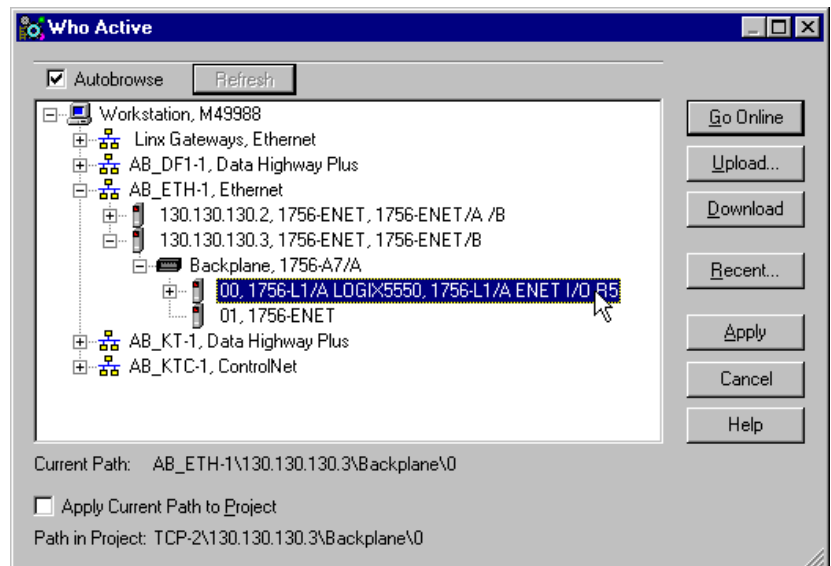 Who Active
Autobrowse
Refresh
Workstation, M49988
Linx Gateways, Ethernet
AB_DF1-1, Data Highway Plus
AB_ETH-1, Ethernet
130.130.130.2, 1756-ENET, 1756-ENET/A /B
130.130.130.3, 1756-ENET, 1756-ENET/B
Backplane, 1756-A7/A
00, 1756-L1/A LOGIX5550, 1756-L1/A ENET I/O R5
01, 1756-ENET
AB_KT-1, Data Highway Plus
AB_KTC-1, ControlNet
Go Online
Upload...
Download
Recent...
Apply
Cancel
Help
Current Path: AB_ETH-1\130.130.130.3\Backplane\0
Apply Current Path to Project
Path in Project: TCP-2\130.130.130.3\Backplane\0